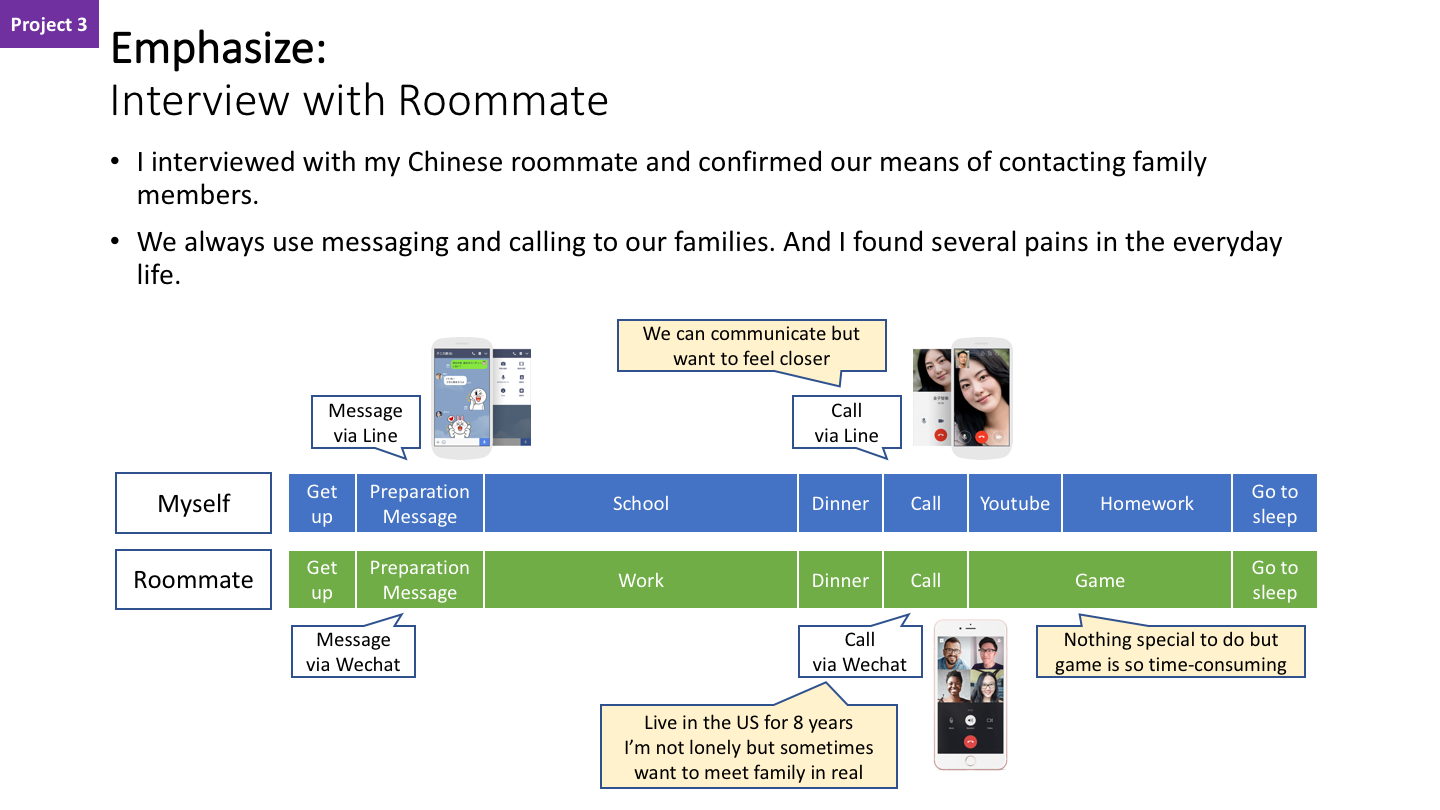 Project 3
Emphasize:
Interview with Roommate
• I interviewed with my Chinese roommate and confirmed our means of contacting family
members.
• We always use messaging and calling to our families. And I found several pains in the everyday
life.
We can communicate but
want to feel closer
Message
via Line
Call
via Line
Myself
Get
up
Preparation
Message
School
Dinner
Call
Youtube
Homework
Go to
sleep
Roommate
Get
up
Preparation
Message
Work
Dinner
Call
Game
Go to
sleep
Message
via Wechat
Call
via Wechat
Nothing special to do but
game is so time-consuming
Live in the US for 8 years
I’m not lonely but sometimes
want to meet family in real